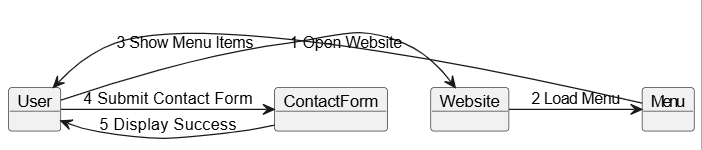 3 Show Menu Items
1 Open Website
User
4 Submit Contact Form
ContactForm
Website
2 Load Menu
Menu
5 Display Success